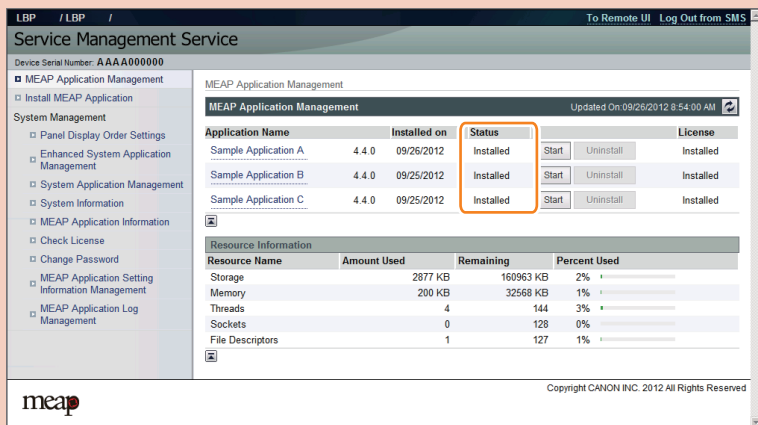 LBP / LBP /
To Remote UI Log Out from SMS
Service Management Service
Device Serial Number: AAAA000000
MEAP Application Management
Install MEAP Application
System Management
Panel Display Order Settings
Enhanced System Application
Management
System Application Management
System Information
MEAP Application Information
Check License
Change Password
MEAP Application Setting
Information Management
MEAP Application Log
Management
MEAP Application Management
MEAP Application Management Updated On:09/26/2012 8:54:00 AM
Application Name Installed on Status License
Sample Application A 4.4.0 09/26/2012 Installed Start Uninstall Installed
Sample Application B 4.4.0 09/25/2012 Installed Start Uninstall Installed
Sample Application C 4.4.0 09/25/2012 Installed Start Uninstall Installed
Resource Information
Resource Name Amount Used Remaining Percent Used
Storage 2877 KB 160963 KB 2%
Memory 200 KB 32568 KB 1%
Threads 4 144 3%
Sockets 0 128 0%
File Descriptors 1 127 1%
Copyright CANON INC. 2012 All Rights Reserved
meap